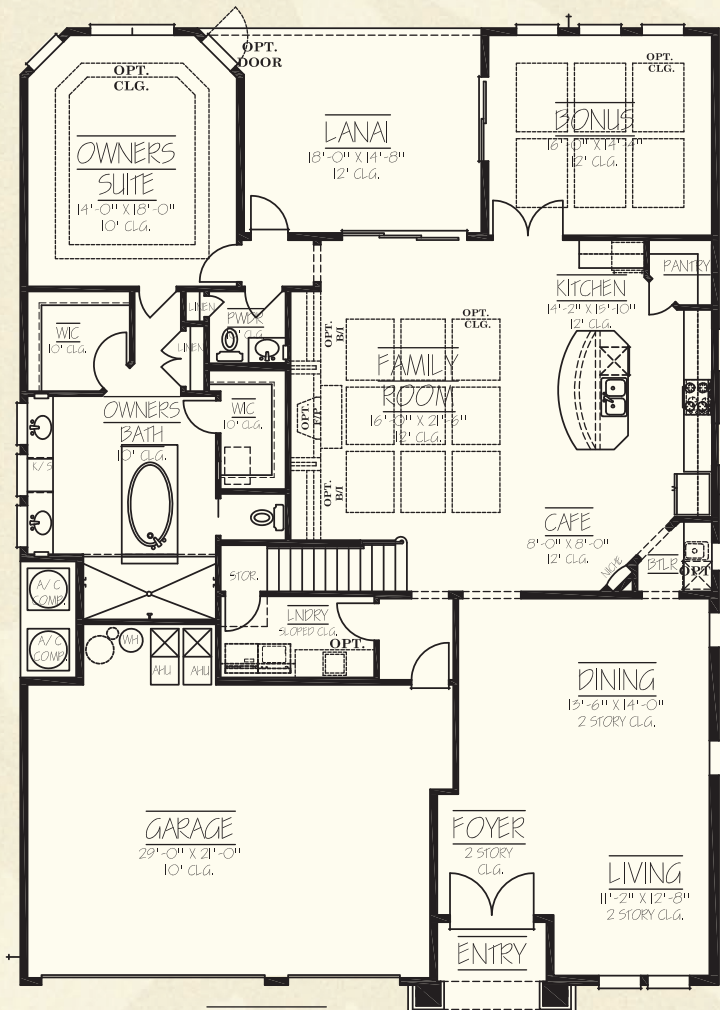 OPT.
DOOR
OPT.
CLG.
OWNERS
SUITE
14'-0" X 18'-0"
10' CLG.
LANAI
18'-0" X 14'-8"
12' CLG.
OPT.
CLG.
BONUS
12' CLG.
PANTRY
KITCHEN
14'-2" X 15'-10"
12' CLG.
LINEN
PWDR
LINEN
WIC
10' CLG.
OPT.
B/I
OPT.
CLG.
FAMILY
ROOM
12' CLG.
OPT.
F/P
OPT.
B/I
OWNERS
BATH
10' CLG.
WIC
10' CLG.
K/S
CAFE
8'-0" X 8'-0"
12' CLG.
NICHE
BTLR
OPT
STOR.
A/C
COMP.
A/C
COMP.
WH
AHU
AHU
LNDRY
SLOPED CLG.
OPT.
DINING
13'-6" X 14'-0"
2 STORY CLG.
GARAGE
29'-0" X 21'-0"
10' CLG.
FOYER
2 STORY
CLG.
LIVING
11'-2" X 12'-8"
2 STORY CLG.
ENTRY